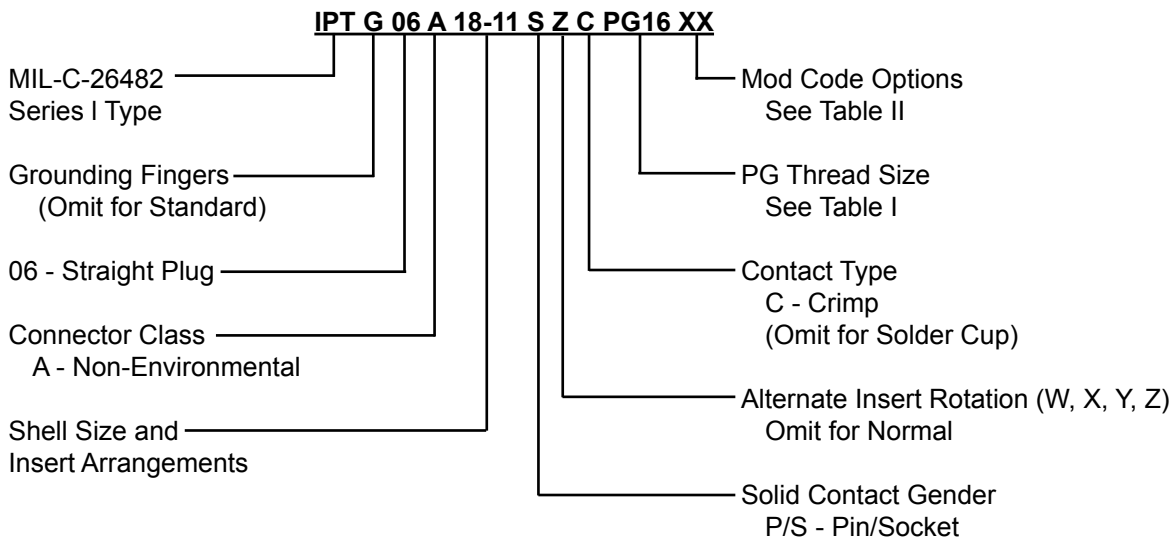 IPT G 06 A 18-11 S Z C PG16 XX
MIL-C-26482
Series I Type
Grounding Fingers
(Omit for Standard)
06 - Straight Plug
Connector Class
A - Non-Environmental
Shell Size and
Insert Arrangements
Mod Code Options
See Table II
PG Thread Size
See Table I
Contact Type
C - Crimp
(Omit for Solder Cup)
Alternate Insert Rotation (W, X, Y, Z)
Omit for Normal
Solid Contact Gender
P/S - Pin/Socket